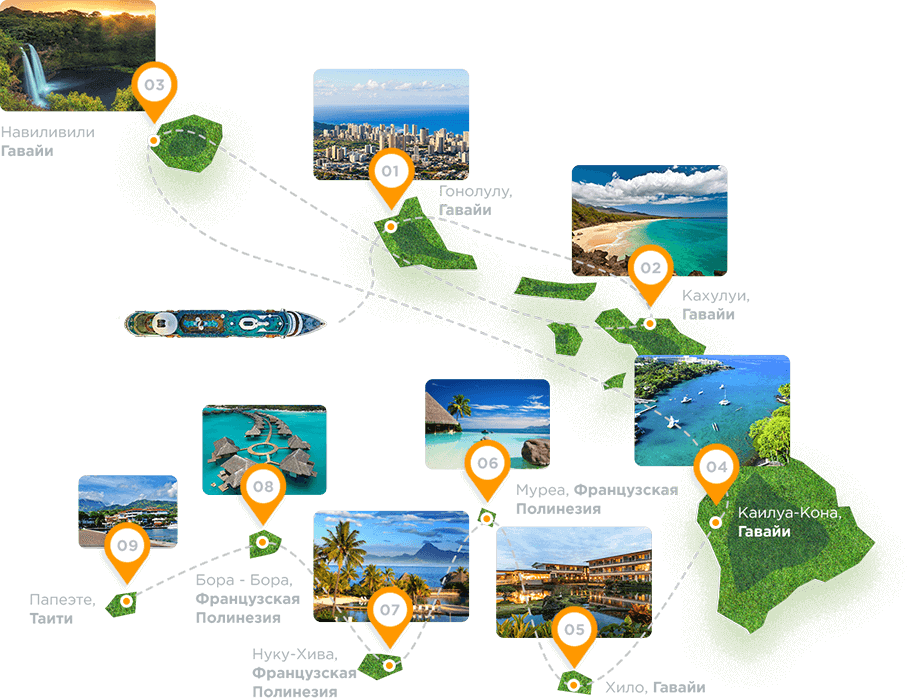 03
Навиливили
Гавайи
01
Гонолулу,
Гавайи
02
Кахулуи,
Гавайи
04
Каилуа-Кона,
Гавайи
06
Муреа, Французская
Полинезия
08
Бора - Бора,
Французская
Полинезия
09
Папеэте,
Таити
07
Нуку-Хива,
Французская
Полинезия
05
Хило, Гавайи